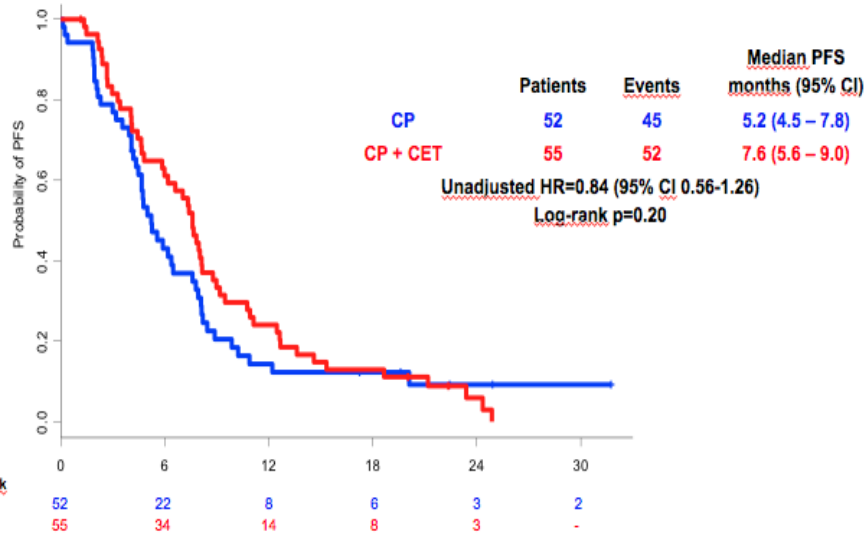 Median PFS
Patients Events months (95% CI)
CP 52 45 5.2 (4.5 – 7.8)
CP + CET 55 52 7.6 (5.6 – 9.0)
Unadjusted HR=0.84 (95% CI 0.56-1.26)
Log-rank p=0.20
Probability of PFS
1.0
0.8
0.6
0.4
0.2
0.0
0 6 12 18 24 30
k
52 22 8 6 3 2
55 34 14 8 3 -